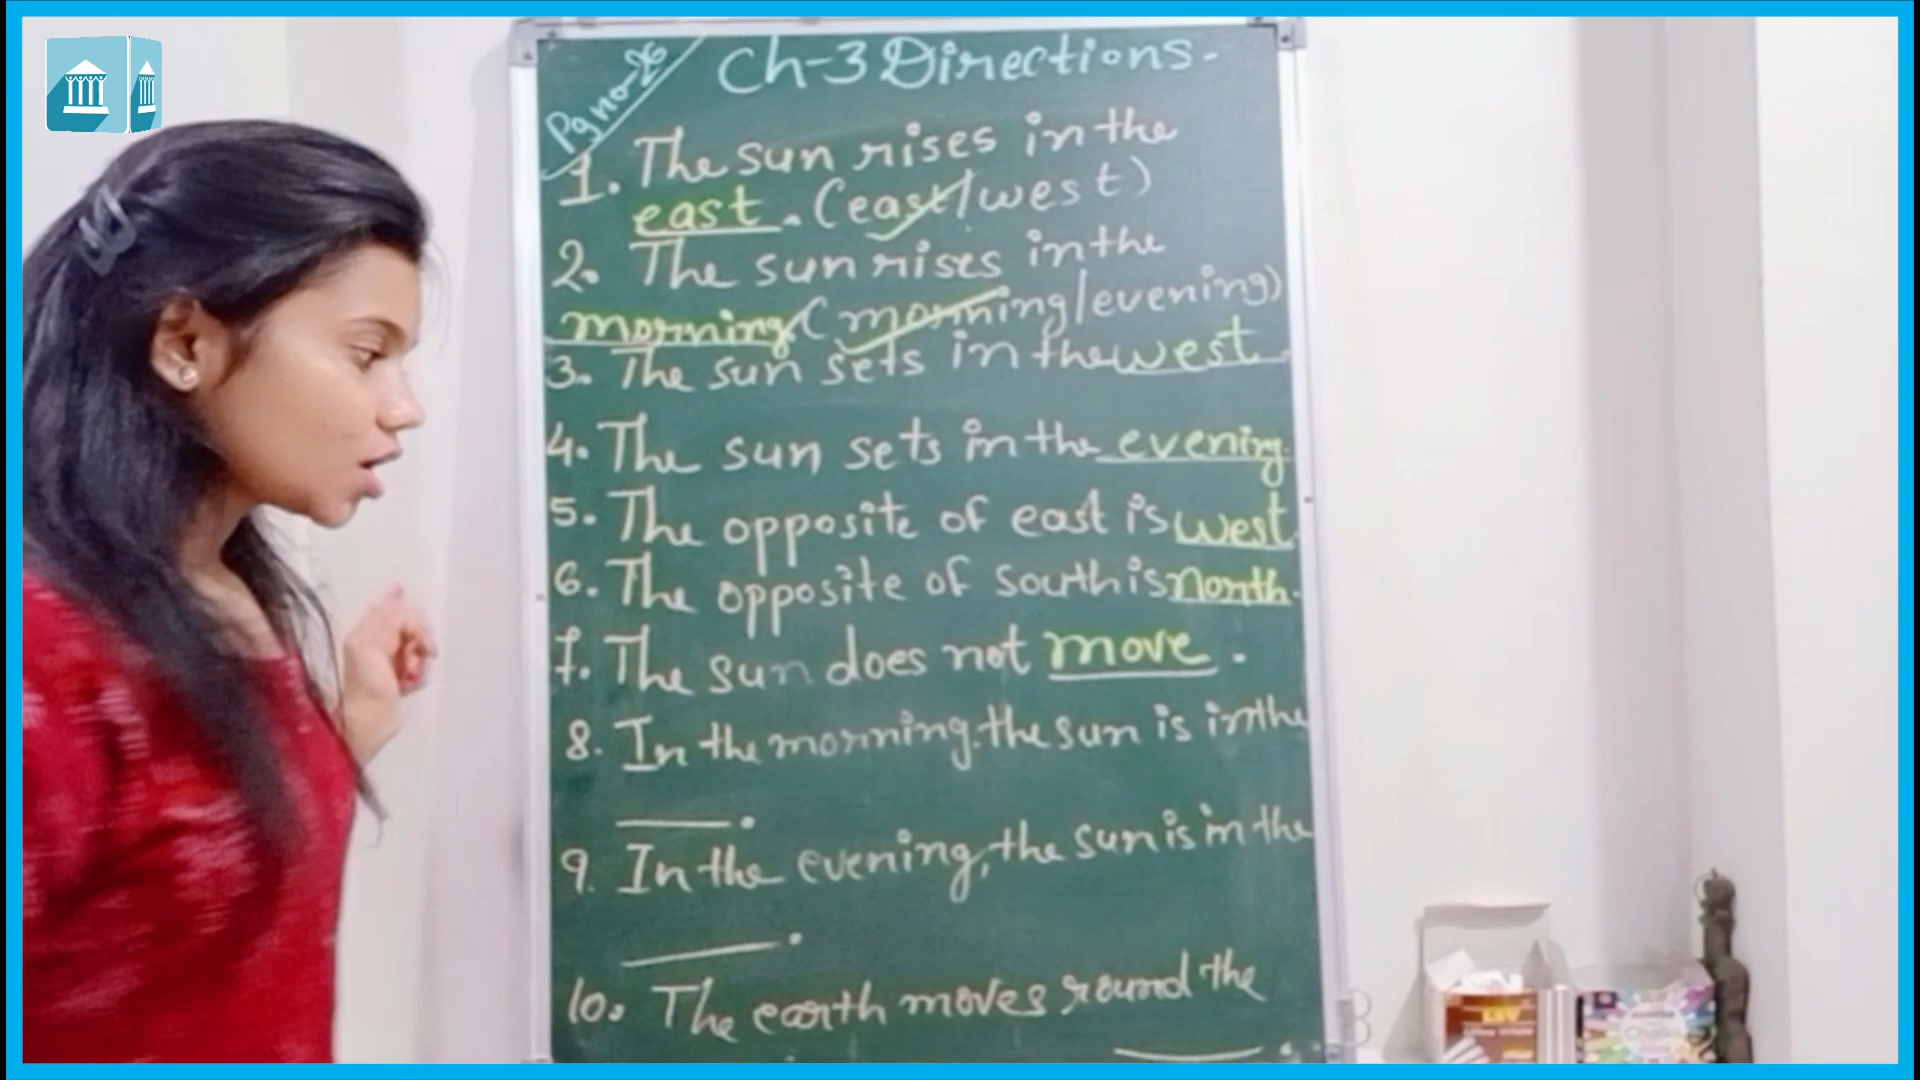 Pg no-
Ch-3 Directions.
1. The sun rises in the
east. (east/west)
2. The sun rises in the
morning (morning/evening)
3. The sun sets in the west.
4. The sun sets in the evening.
5. The opposite of east is west.
6. The opposite of south is north.
7. The sun does not move.
8. In the morning. the sun is in the
____.
9. In the evening, the sun is in the
____.
10. The earth moves round the
____.